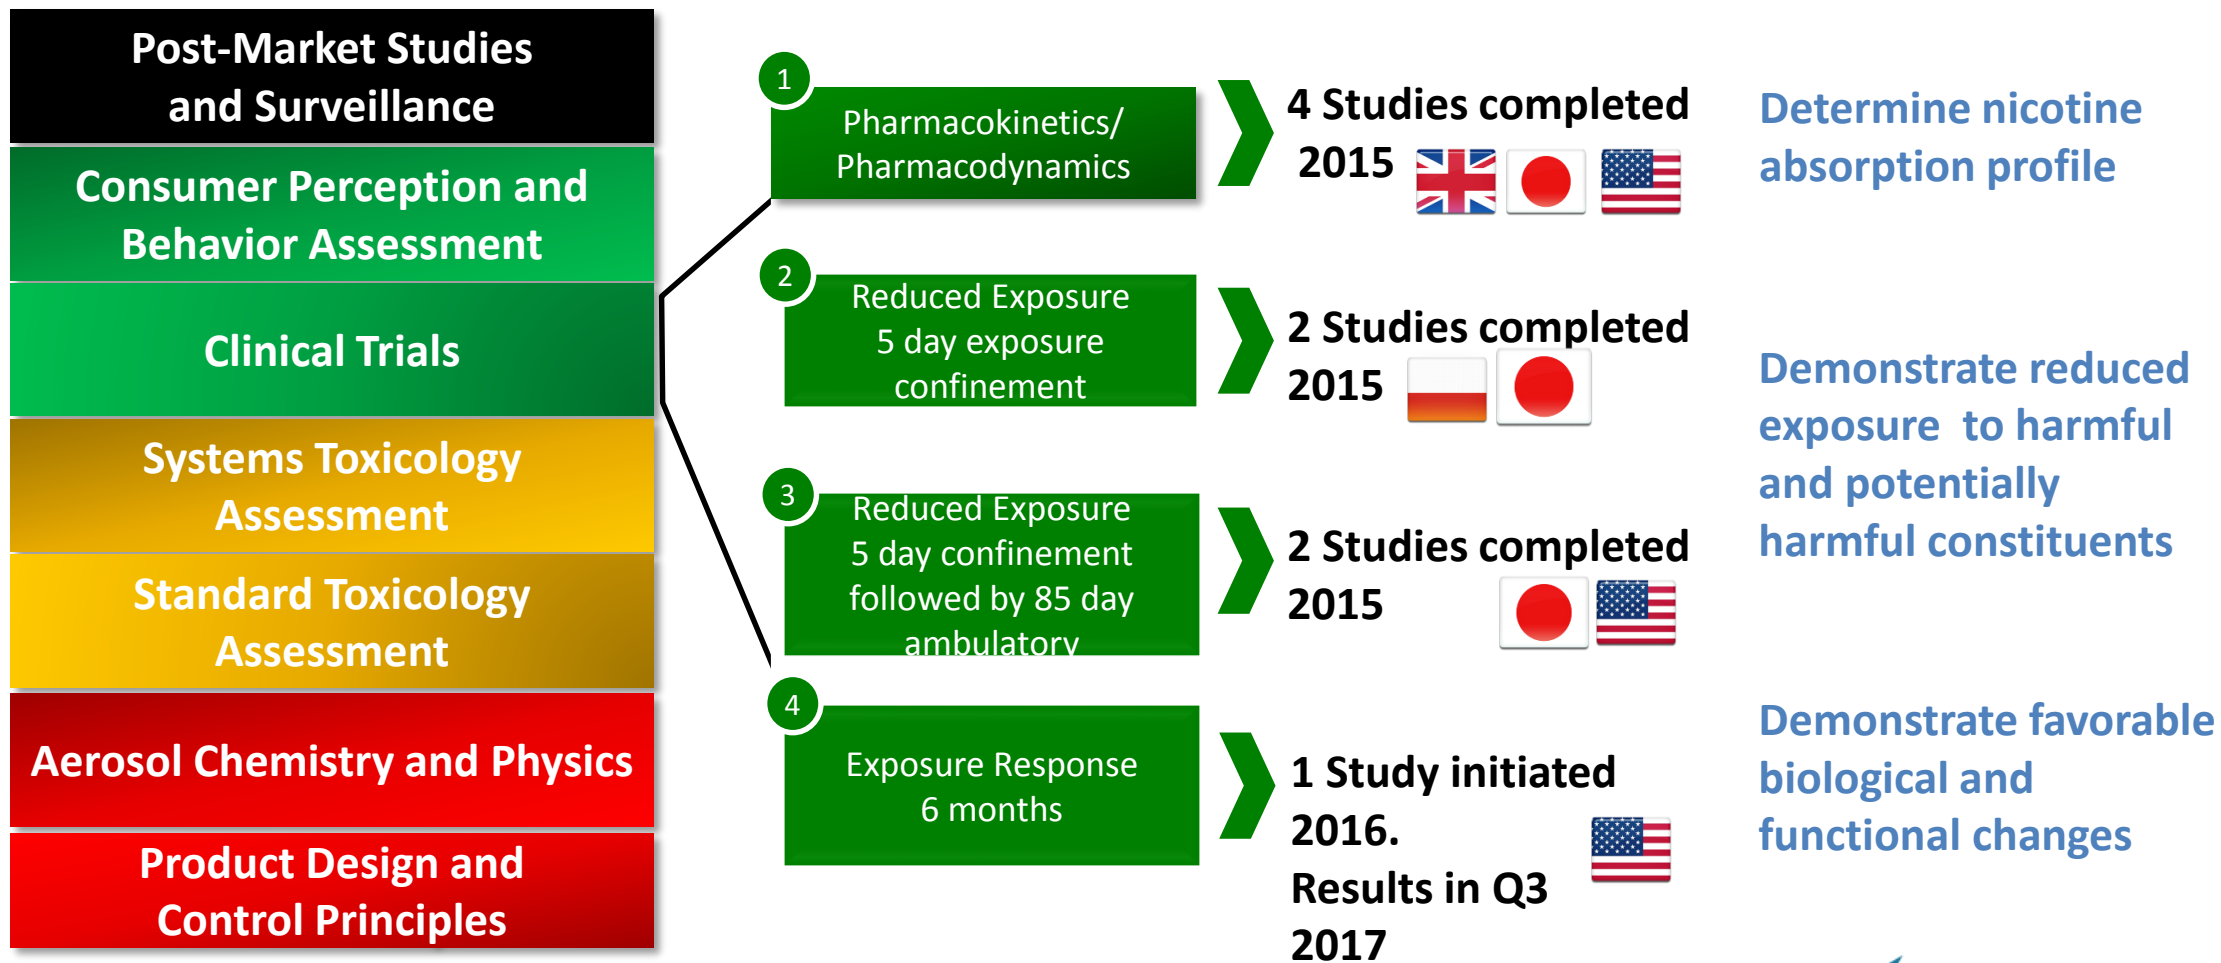 Post-Market Studies
and Surveillance
Consumer Perception and
Behavior Assessment
Clinical Trials
Systems Toxicology
Assessment
Standard Toxicology
Assessment
Aerosol Chemistry and Physics
Product Design and
Control Principles
1
Pharmacokinetics/
Pharmacodynamics
4 Studies completed
2015
Determine nicotine
absorption profile
2
Reduced Exposure
5 day exposure
confinement
2 Studies completed
2015
Demonstrate reduced
exposure  to harmful
and potentially
harmful constituents
3
Reduced Exposure
5 day confinement
followed by 85 day
ambulatory
2 Studies completed
2015
4
Exposure Response
6 months
1 Study initiated
2016.
Results in Q3
2017
Demonstrate favorable
biological and
functional changes